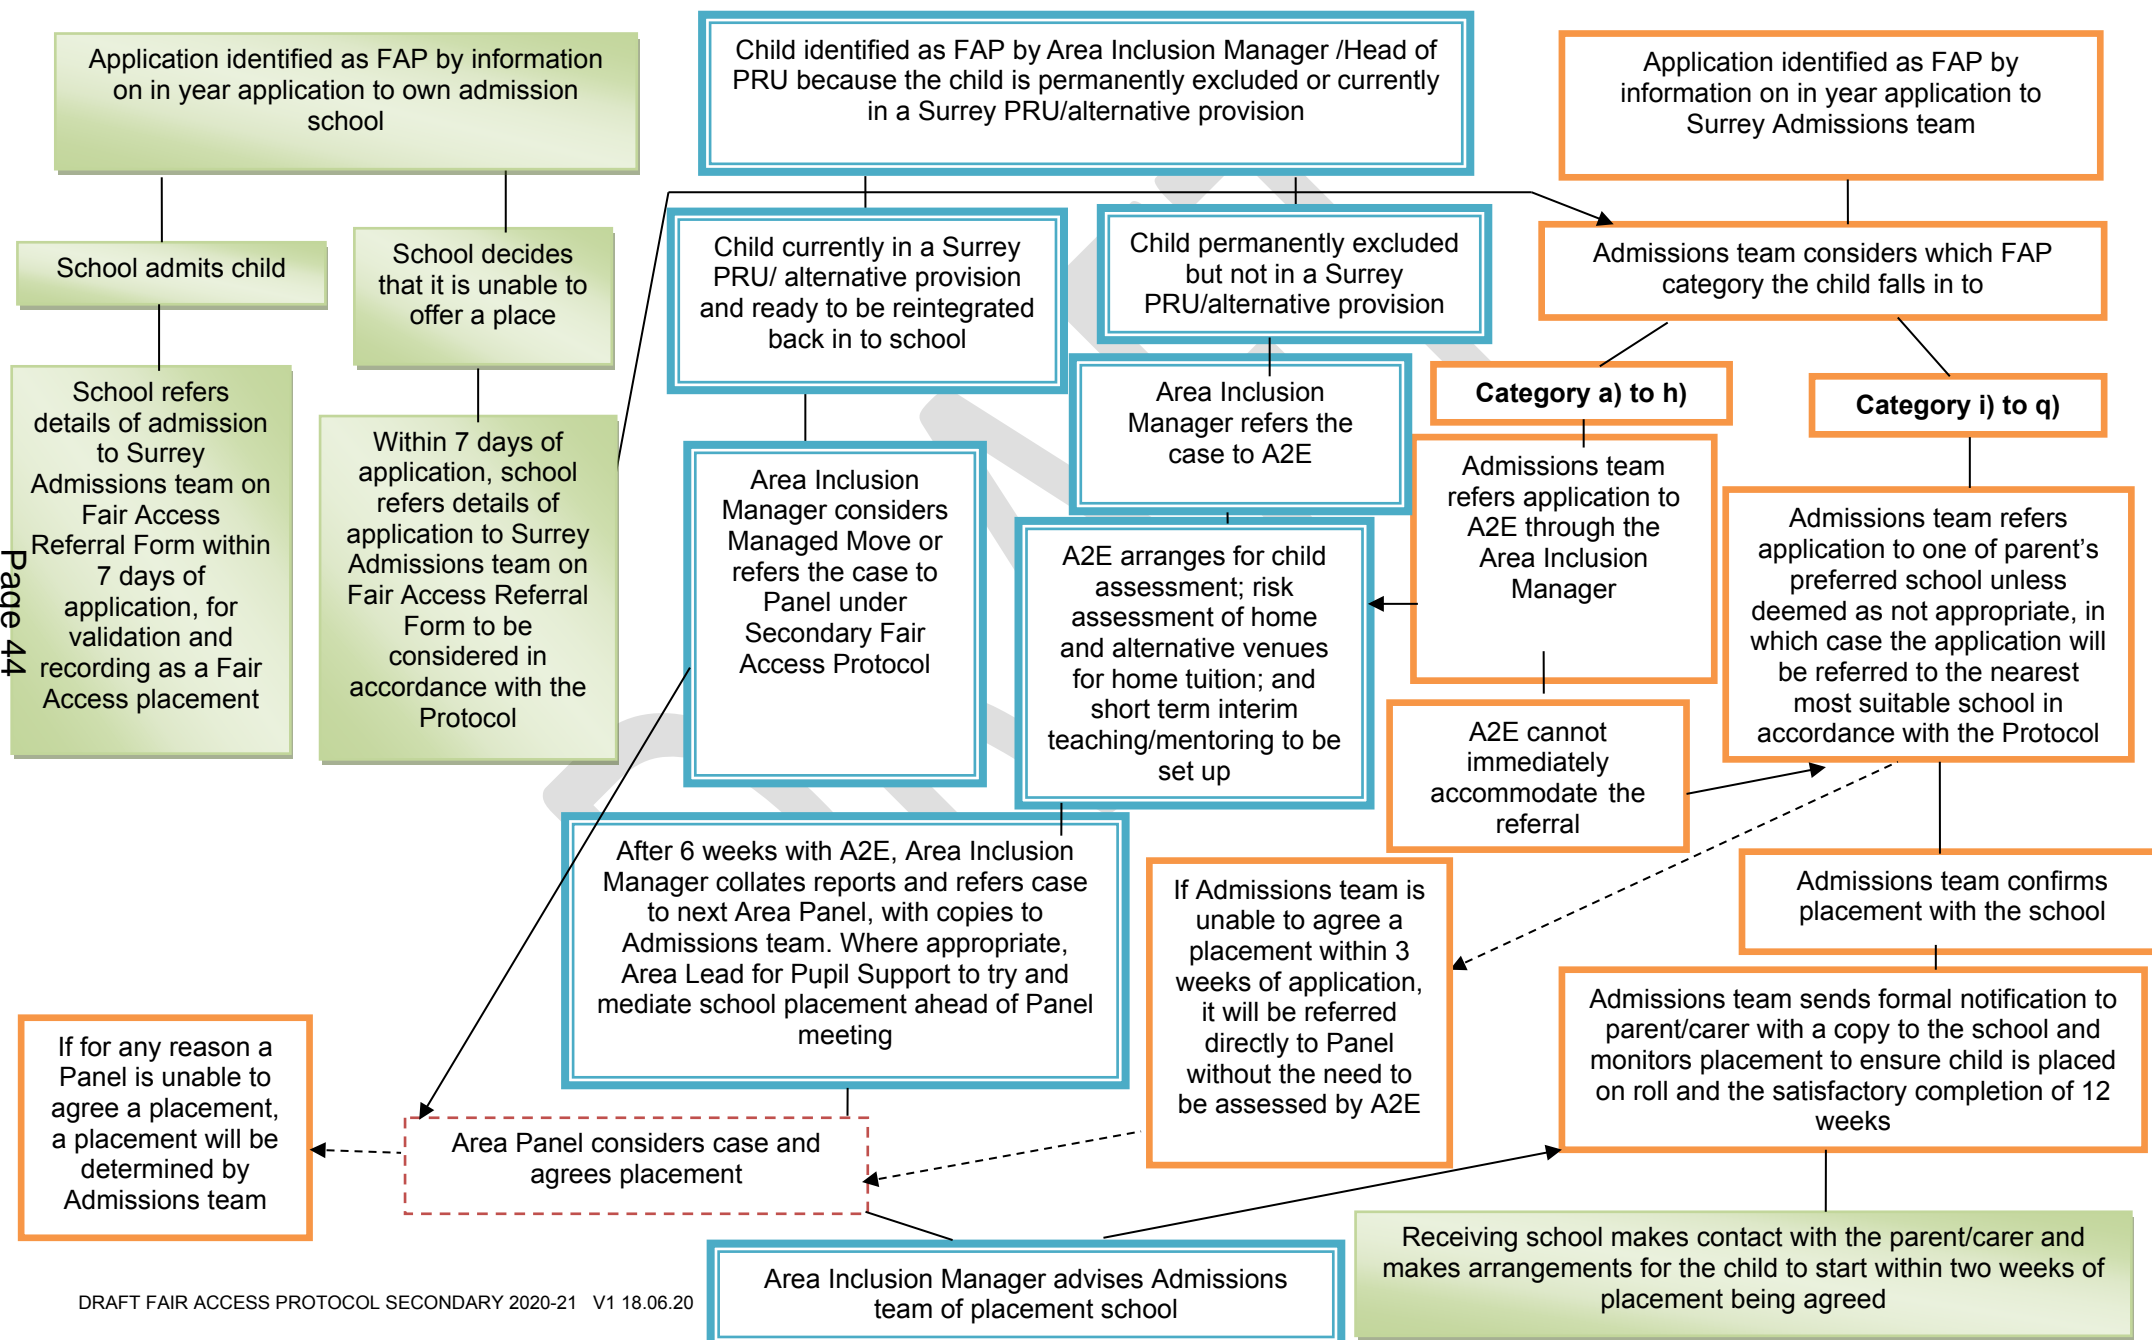 Application identified as FAP by information
on in year application to own admission
school
Child identified as FAP by Area Inclusion Manager /Head of
PRU because the child is permanently excluded or currently
in a Surrey PRU/alternative provision
Application identified as FAP by
information on in year application to
Surrey Admissions team
School admits child
School decides
that it is unable to
offer a place
Child currently in a Surrey
PRU/ alternative provision
and ready to be reintegrated
back in to school
Child permanently excluded
but not in a Surrey
PRU/alternative provision
Admissions team considers which FAP
category the child falls in to
School refers
details of admission
to Surrey
Admissions team on
Fair Access
Referral Form within
7 days of
application, for
validation and
recording as a Fair
Access placement
Within 7 days of
application, school
refers details of
application to Surrey
Admissions team on
Fair Access Referral
Form to be
considered in
accordance with the
Protocol
Area Inclusion
Manager considers
Managed Move or
refers the case to
Panel under
Secondary Fair
Access Protocol
Area Inclusion
Manager refers the
case to A2E
Category a) to h)
Category i) to q)
A2E arranges for child
assessment; risk
assessment of home
and alternative venues
for home tuition; and
short term interim
teaching/mentoring to be
set up
Admissions team
refers application to
A2E through the
Area Inclusion
Manager
Admissions team refers
application to one of parent's
preferred school unless
deemed as not appropriate, in
which case the application will
be referred to the nearest
most suitable school in
accordance with the Protocol
A2E cannot
immediately
accommodate the
referral
After 6 weeks with A2E, Area Inclusion
Manager collates reports and refers case
to next Area Panel, with copies to
Admissions team. Where appropriate,
Area Lead for Pupil Support to try and
mediate school placement ahead of Panel
meeting
If Admissions team is
unable to agree a
placement within 3
weeks of application,
it will be referred
directly to Panel
without the need to
be assessed by A2E
Admissions team confirms
placement with the school
Admissions team sends formal notification to
parent/carer with a copy to the school and
monitors placement to ensure child is placed
on roll and the satisfactory completion of 12
weeks
If for any reason a
Panel is unable to
agree a placement,
a placement will be
determined by
Admissions team
Area Panel considers case and
agrees placement
Area Inclusion Manager advises Admissions
team of placement school
Receiving school makes contact with the parent/carer and
makes arrangements for the child to start within two weeks of
placement being agreed
DRAFT FAIR ACCESS PROTOCOL SECONDARY 2020-21 V1 18.06.20
Page 44